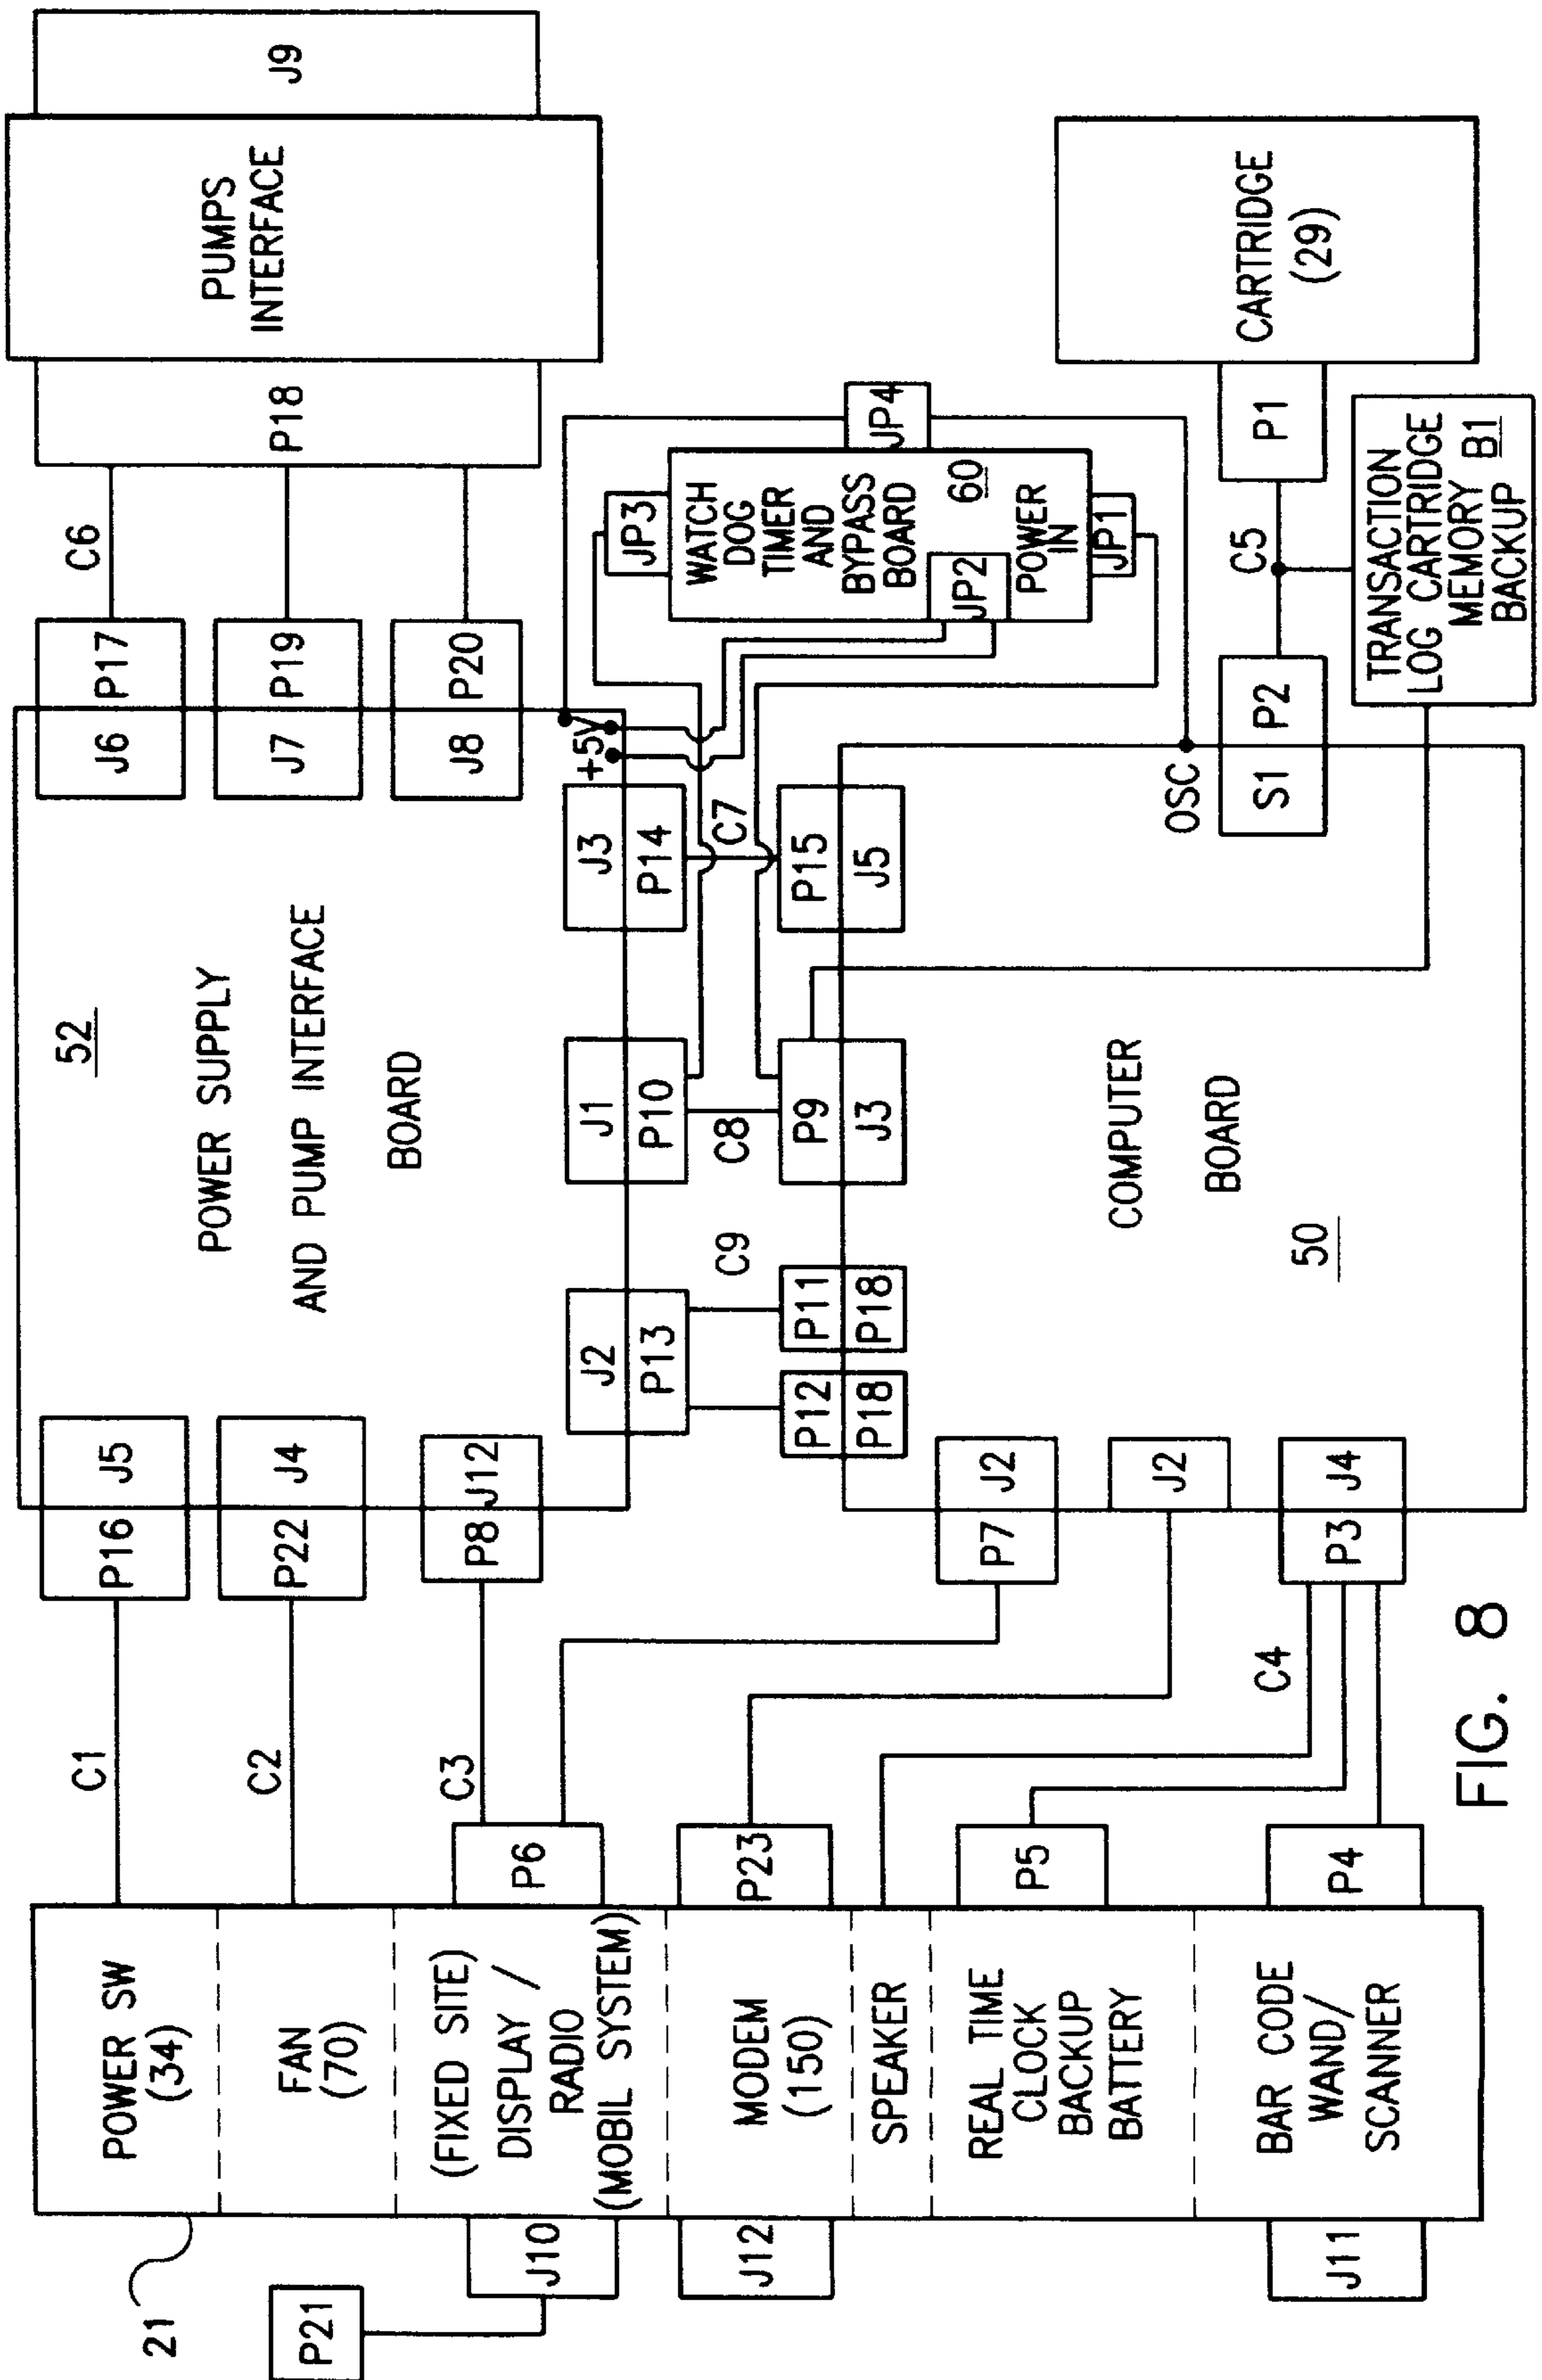 21
P21
J10
J12
J11
POWER SW
(34)
FAN
(70)
(FIXED SITE)
DISPLAY /
RADIO
(MOBIL SYSTEM)
MODEM
(150)
SPEAKER
REAL TIME
CLOCK
BACKUP
BATTERY
BAR CODE
WAND/
SCANNER
P6
P23
P5
P4
C1
C2
C3
C4
P16
J5
P22
J4
P8
J12
52
POWER SUPPLY
AND PUMP INTERFACE
BOARD
J2
P13
J1
P10
J3
P14
+5V
J6
P17
J7
P19
J8
P20
C6
P18
PUMPS
INTERFACE
J9
C9
C8
C7
P12
P18
P11
P18
P9
J3
P15
J5
P7
J2
J2
P3
J4
COMPUTER
BOARD
50
OSC
S1
P2
C5
P1
CARTRIDGE
(29)
JP3
JP4
WATCH
DOG
TIMER
AND
BYPASS
BOARD
60
JP2
POWER
IN
JP1
TRANSACTION
LOG CARTRIDGE
MEMORY
BACKUP
B1
FIG. 8